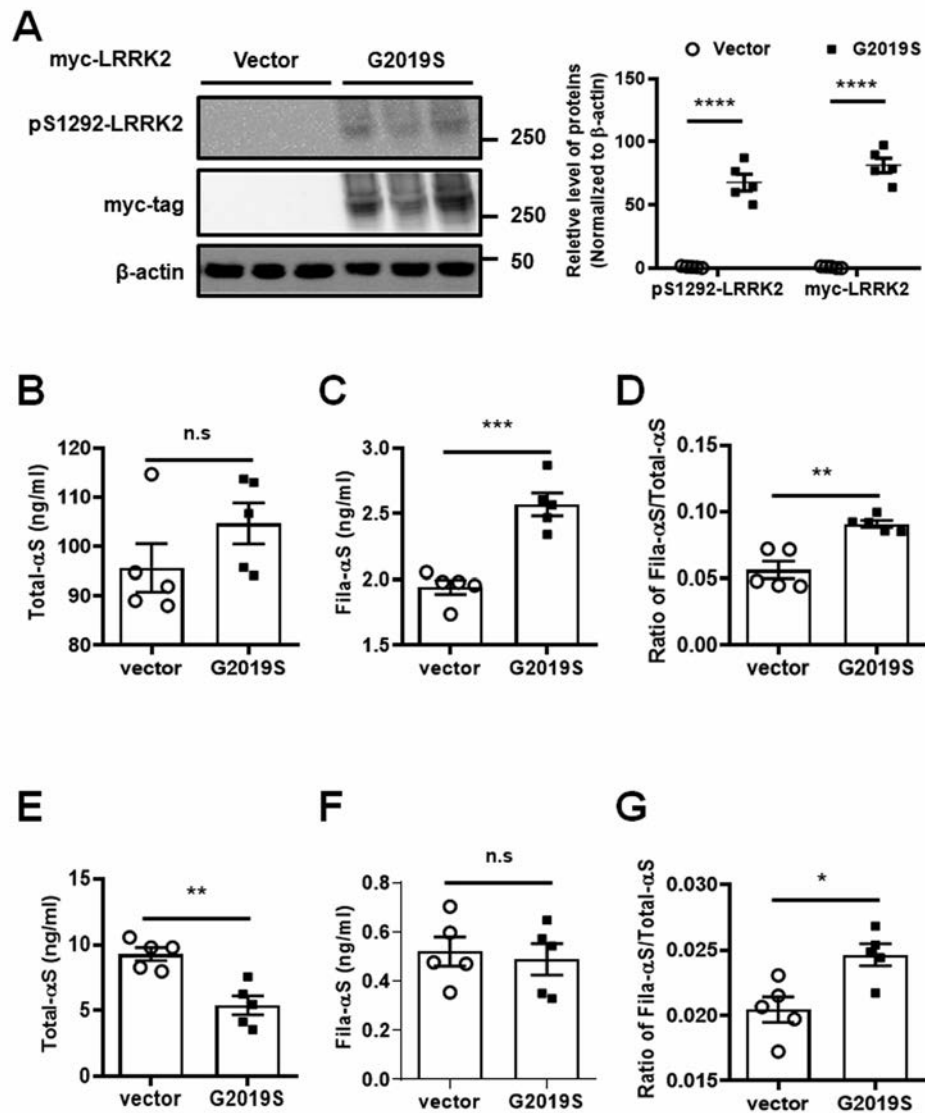 A
myc-LRRK2
Vector
G2019S
pS1292-LRRK2
250
myc-tag
250
β-actin
50
Vector
G2019S
Reletive level of proteins
(Normalized to β-actin)
150
100
50
0
****
****
pS1292-LRRK2
myc-LRRK2
B
Total-αS (ng/ml)
120
110
100
90
80
n.s
vector
G2019S
C
Fila-αS (ng/ml)
3.0
2.5
2.0
1.5
***
vector
G2019S
D
Ratio of Fila-αS/Total-αS
0.15
0.10
0.05
0.00
**
vector
G2019S
E
Total-αS (ng/ml)
15
10
5
0
**
vector
G2019S
F
Fila-αS (ng/ml)
0.8
0.6
0.4
0.2
0.0
n.s
vector
G2019S
G
Ratio of Fila-αS/Total-αS
0.030
0.025
0.020
0.015
*
vector
G2019S